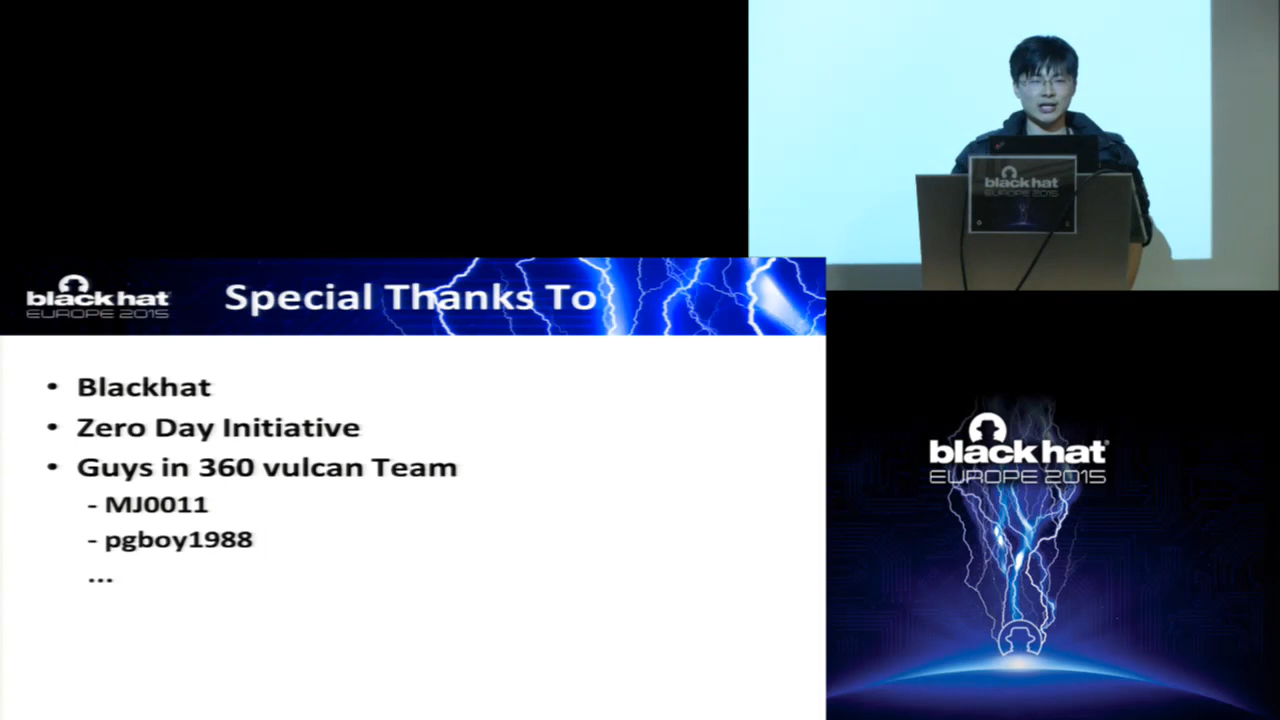 black hat
EUROPE 2015
black hat
EUROPE 2015
Special Thanks To
• Blackhat
• Zero Day Initiative
• Guys in 360 vulcan Team
- MJ0011
- pgboy1988
...
black hat
EUROPE 2015